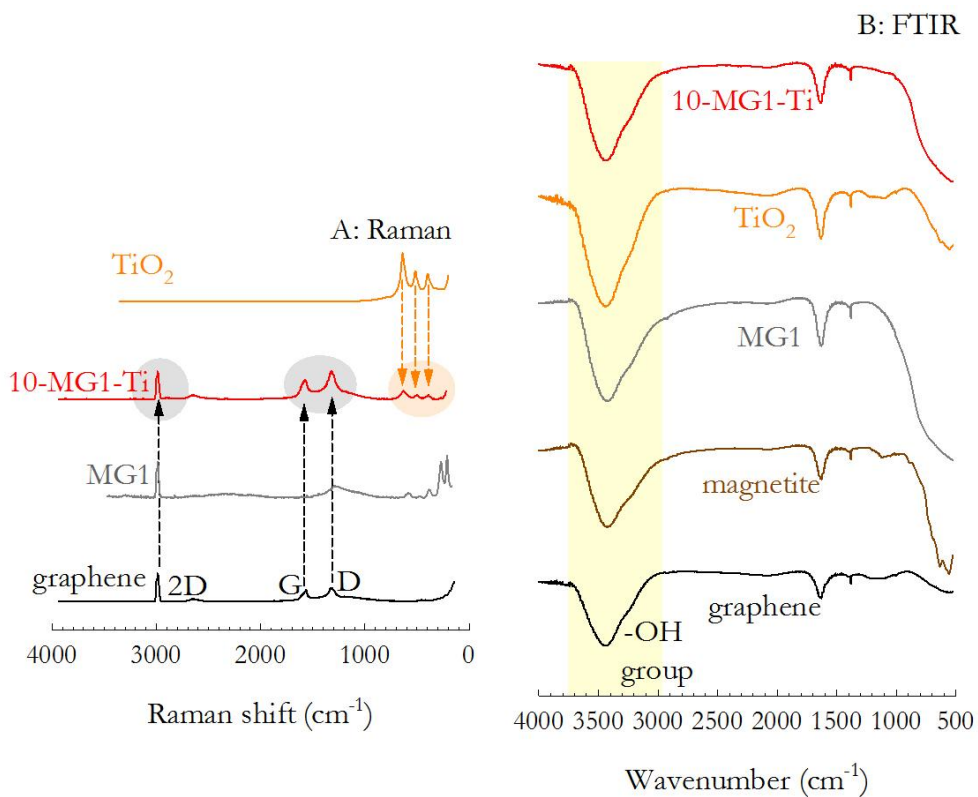 A: Raman
TiO₂
10-MG1-Ti
MG1
graphene
2D
G
D
4000 3000 2000 1000 0
Raman shift (cm⁻¹)
B: FTIR
10-MG1-Ti
TiO₂
MG1
magnetite
graphene
-OH
group
4000 3500 3000 2500 2000 1500 1000 500
Wavenumber (cm⁻¹)